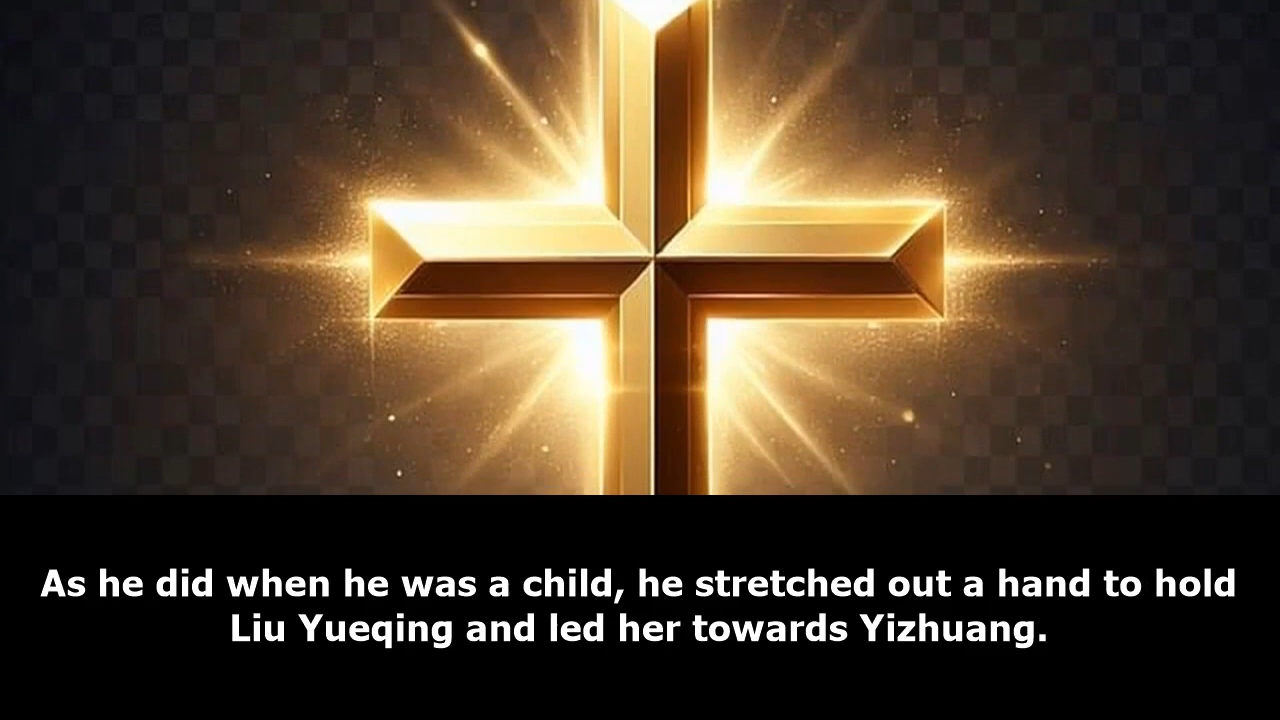 As he did when he was a child, he stretched out a hand to hold
Liu Yueqing and led her towards Yizhuang.